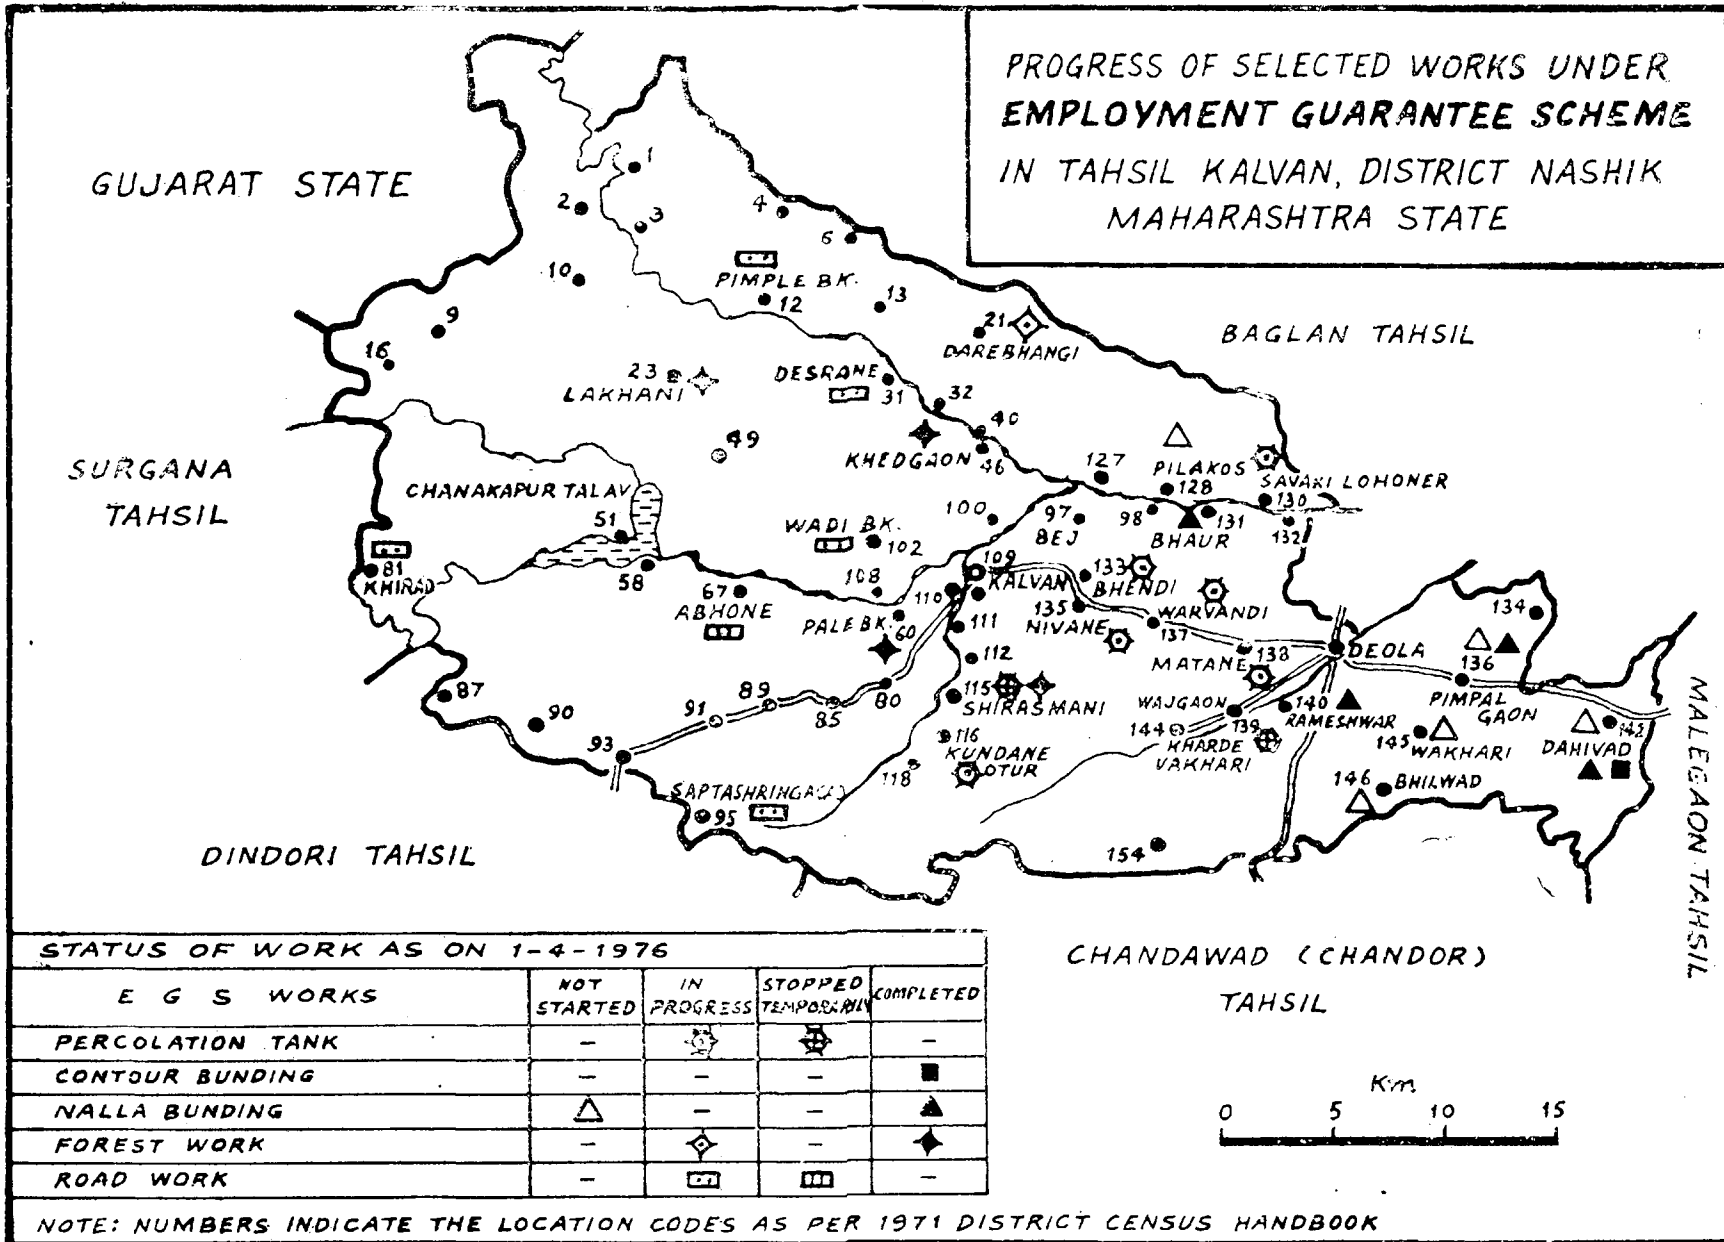 PROGRESS OF SELECTED WORKS UNDER
EMPLOYMENT GUARANTEE SCHEME
IN TAHSIL KALVAN, DISTRICT NASHIK
MAHARASHTRA STATE
GUJARAT STATE
BAGLAN TAHSIL
SURGANA
TAHSIL
DINDORI TAHSIL
CHANDAWAD (CHANDOR)
TAHSIL
MALEGAON TAHSIL
1
2
3
4
6
10
PIMPLE BK.
12
13
9
16
21
DAREBHANGI
23
LAKHANI
DESRANE
31
32
40
49
KHEDGAON
46
127
PILAKOS
128
SAVAKI LOHONER
130
CHANAKAPUR TALAV
51
WADI BK.
102
100
97
BEJ
98
BHAUR
131
132
81
KHIRAD
58
67
ABHONE
108
109
KALVAN
110
111
133
BHENDI
135
NIVANE
WARVANDI
137
134
PALE BK.
60
112
MATANE
138
DEOLA
136
PIMPAL
GAON
87
90
91
89
85
80
115
SHIRASMANI
WAJGAON
139
140
RAMESHWAR
144
KHARDE
VAKHARI
145
WAKHARI
DAHIVAD
142
93
116
KUNDANE
OTUR
118
146
BHILWAD
95
154
STATUS OF WORK AS ON 1-4-1976
E G S WORKS
NOT STARTED
IN PROGRESS
STOPPED TEMPORARILY
COMPLETED
PERCOLATION TANK - -
CONTOUR BUNDING - - -
NALLA BUNDING - -
FOREST WORK - -
ROAD WORK - -
Km
0 5 10 15
NOTE: NUMBERS INDICATE THE LOCATION CODES AS PER 1971 DISTRICT CENSUS HANDBOOK